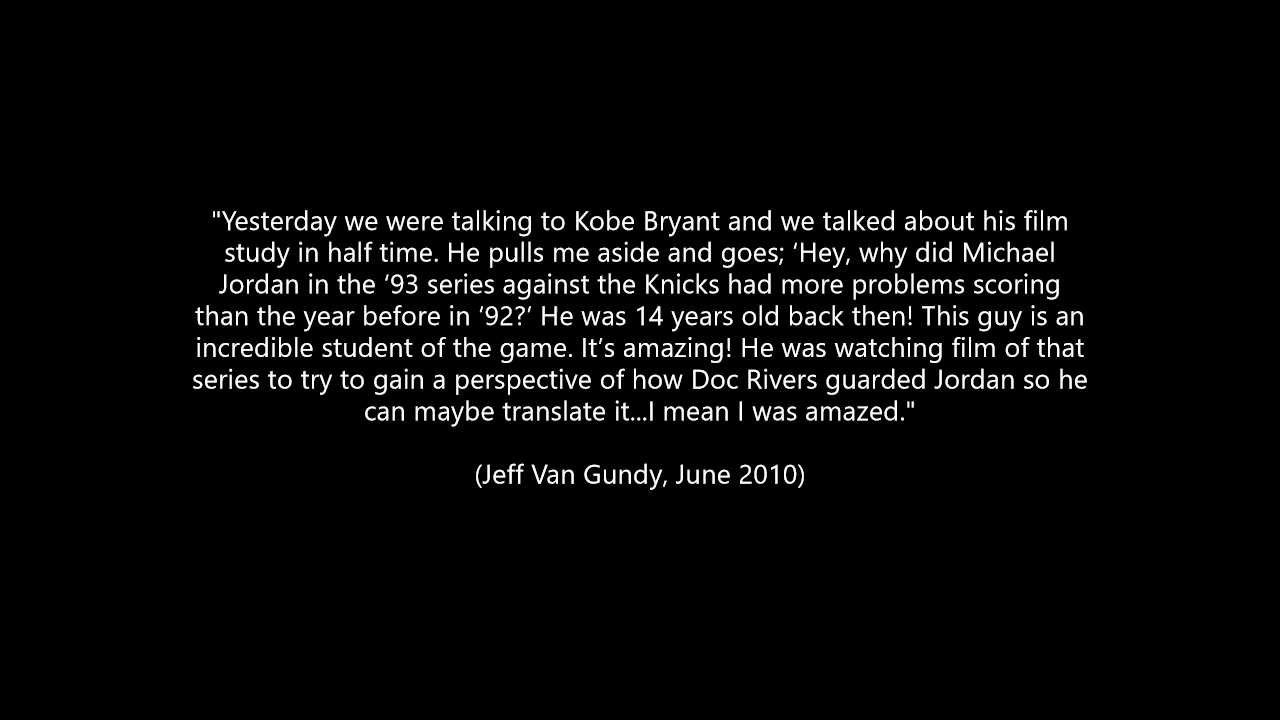 "Yesterday we were talking to Kobe Bryant and we talked about his film
study in half time. He pulls me aside and goes; ‘Hey, why did Michael
Jordan in the ‘93 series against the Knicks had more problems scoring
than the year before in ‘92?’ He was 14 years old back then! This guy is an
incredible student of the game. It’s amazing! He was watching film of that
series to try to gain a perspective of how Doc Rivers guarded Jordan so he
can maybe translate it...I mean I was amazed."
(Jeff Van Gundy, June 2010)